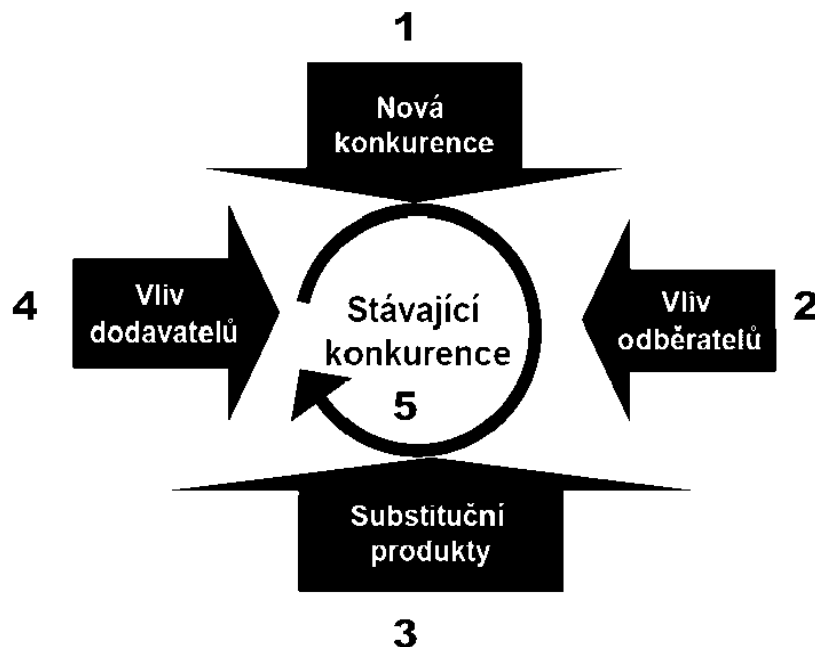 1
Nová
konkurence
4
Vliv
dodavatelů
Stávající
konkurence
5
Vliv
odběratelů
2
Substituční
produkty
3